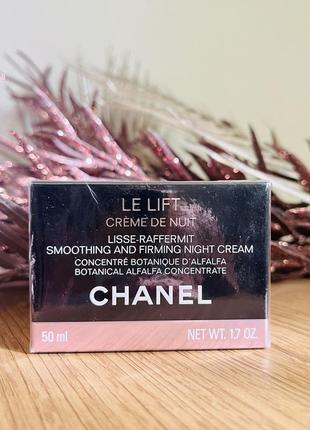 LE LIFT
CRÈME DE NUIT
LISSE-RAFFERMIT
SMOOTHING AND FIRMING NIGHT CREAM
CONCENTRÉ BOTANIQUE D'ALFALFA
BOTANICAL ALFALFA CONCENTRATE
CHANEL
50 ml NET WT. 1.7 OZ.